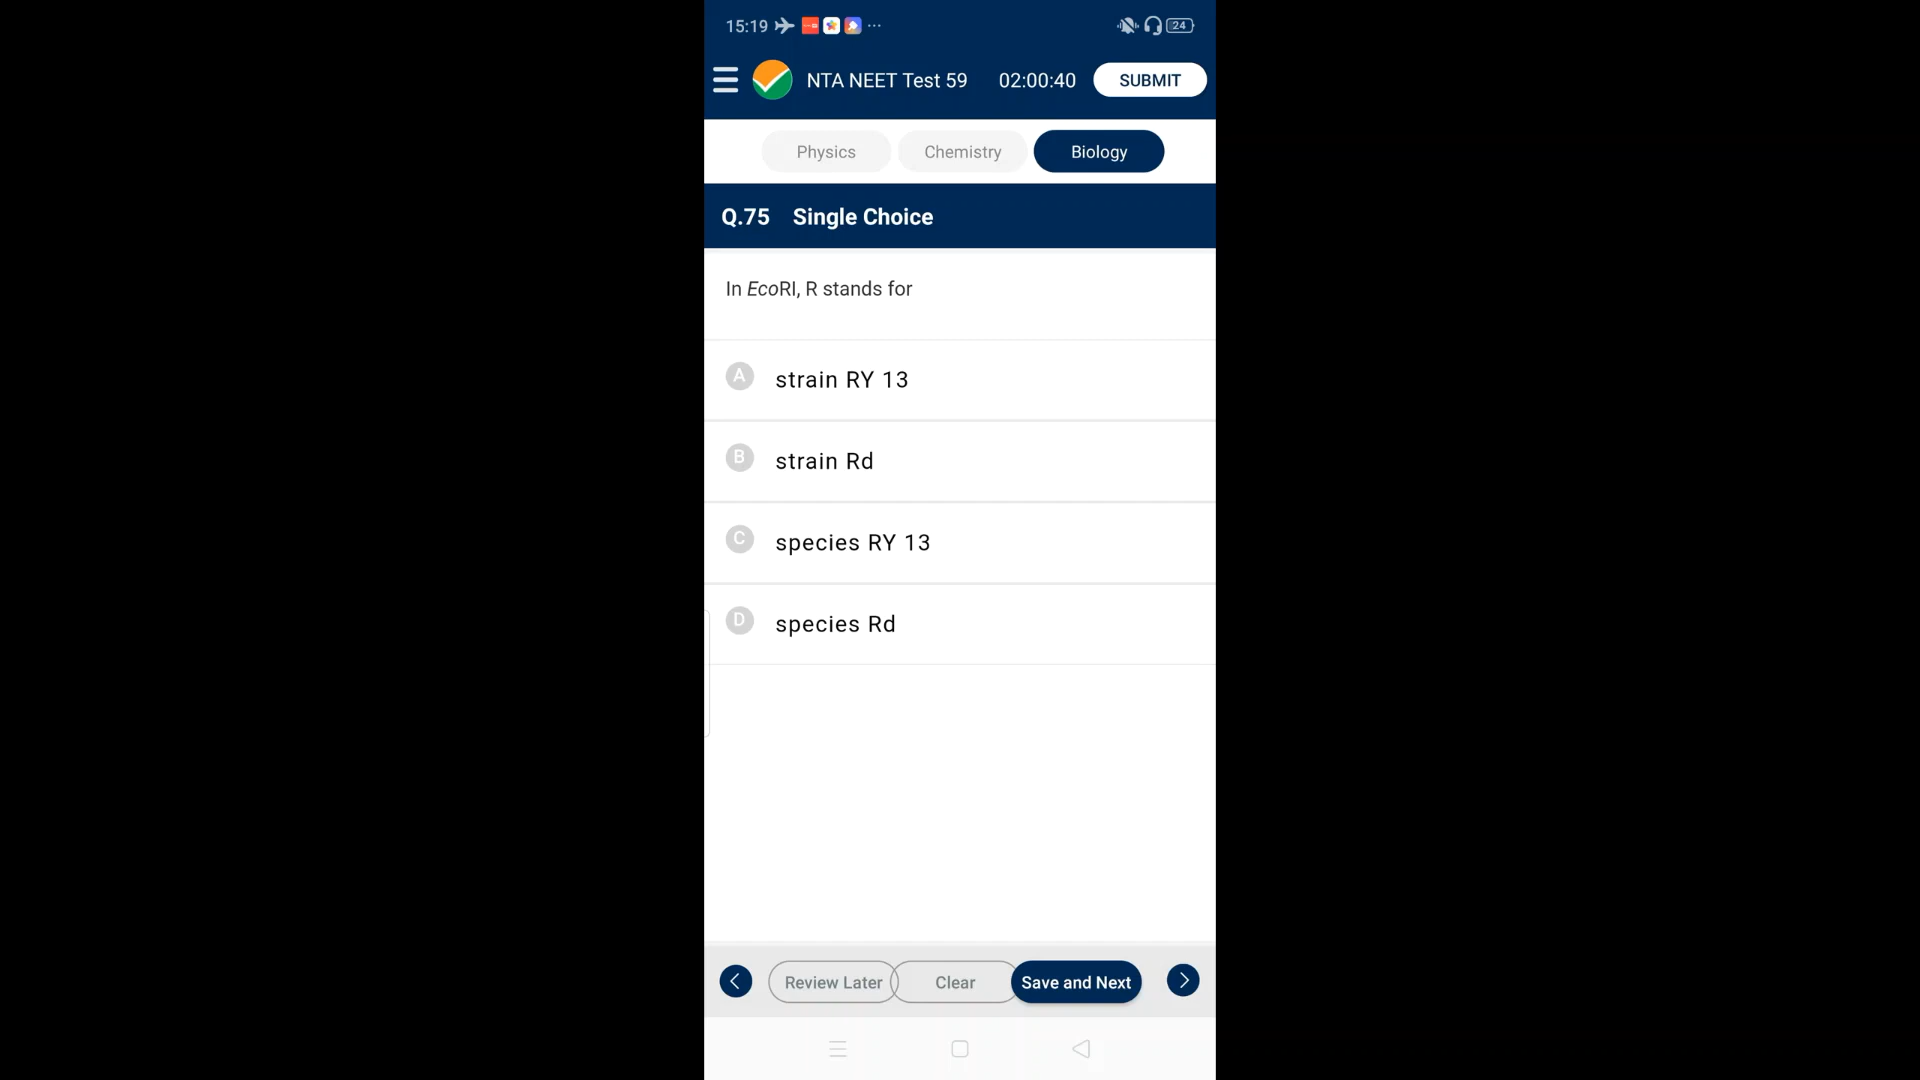 15:19
24
NTA NEET Test 59 02:00:40 SUBMIT
Physics Chemistry Biology
Q.75 Single Choice
In EcoRI, R stands for
A strain RY 13
B strain Rd
C species RY 13
D species Rd
Review Later Clear Save and Next